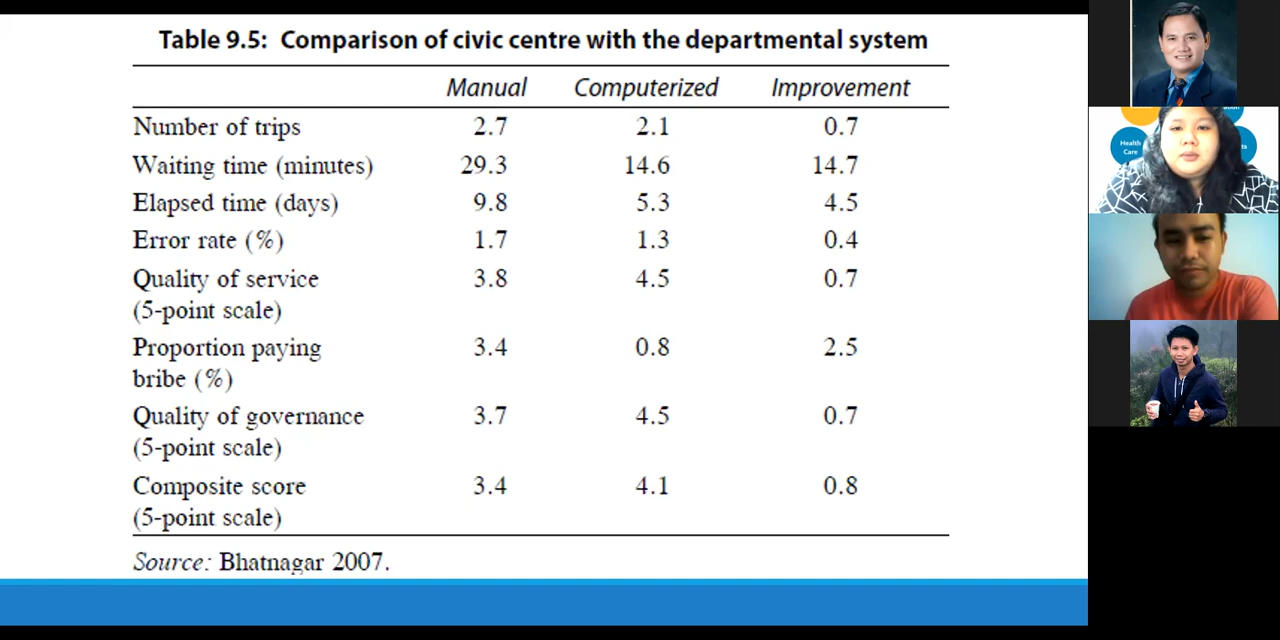 Table 9.5: Comparison of civic centre with the departmental system
Manual Computerized Improvement
Number of trips 2.7 2.1 0.7
Waiting time (minutes) 29.3 14.6 14.7
Elapsed time (days) 9.8 5.3 4.5
Error rate (%) 1.7 1.3 0.4
Quality of service 3.8 4.5 0.7
(5-point scale)
Proportion paying 3.4 0.8 2.5
bribe (%)
Quality of governance 3.7 4.5 0.7
(5-point scale)
Composite score 3.4 4.1 0.8
(5-point scale)
Source: Bhatnagar 2007.
Health
Care